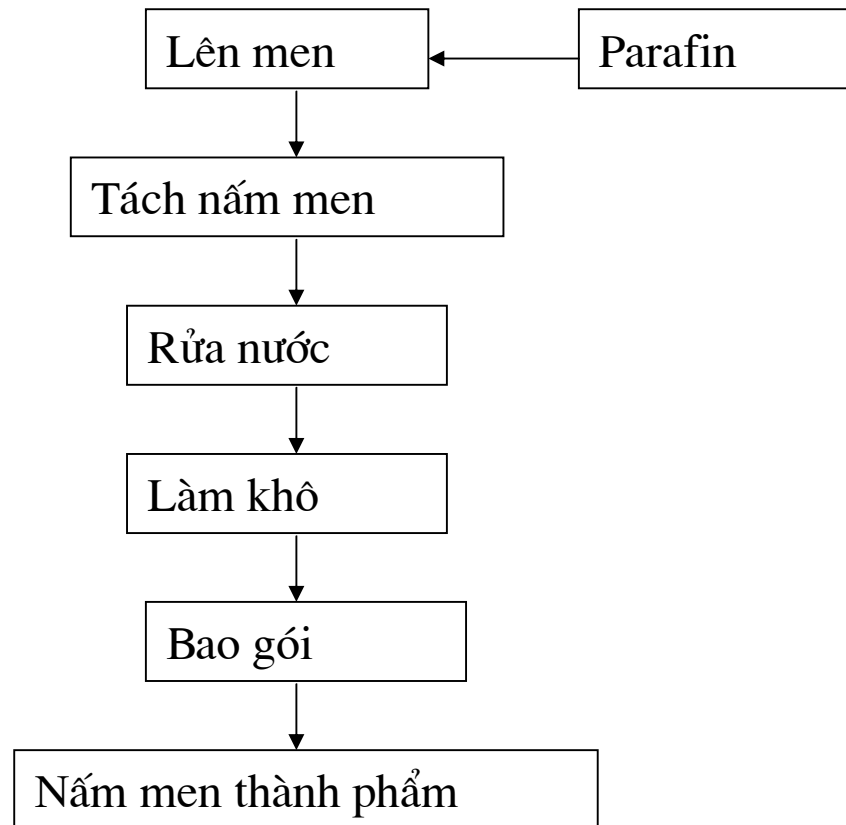 Lên men
Parafin
Tách nấm men
Rửa nước
Làm khô
Bao gói
Nấm men thành phẩm